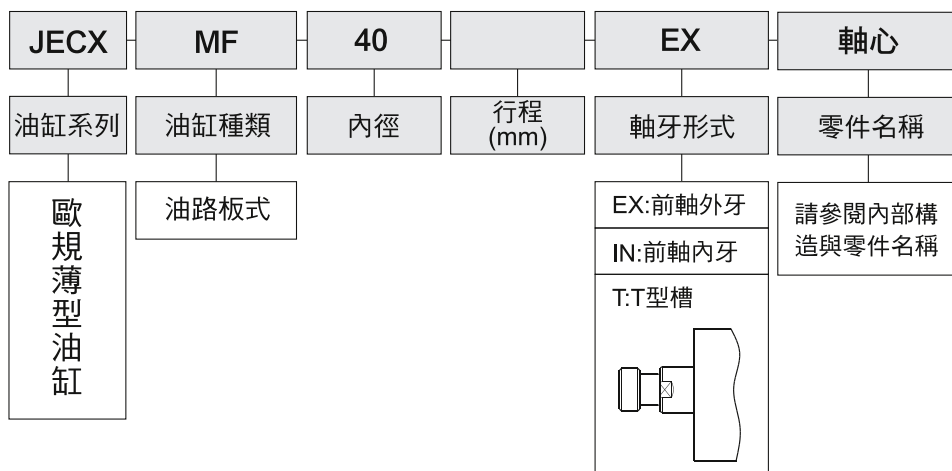 JECX MF 40 EX 軸心
油缸系列 油缸種類 內徑 行程 (mm) 軸牙形式 零件名稱
歐規薄型油缸
油路板式
EX:前軸外牙
IN:前軸內牙
T:T型槽
請參閱內部構
造與零件名稱